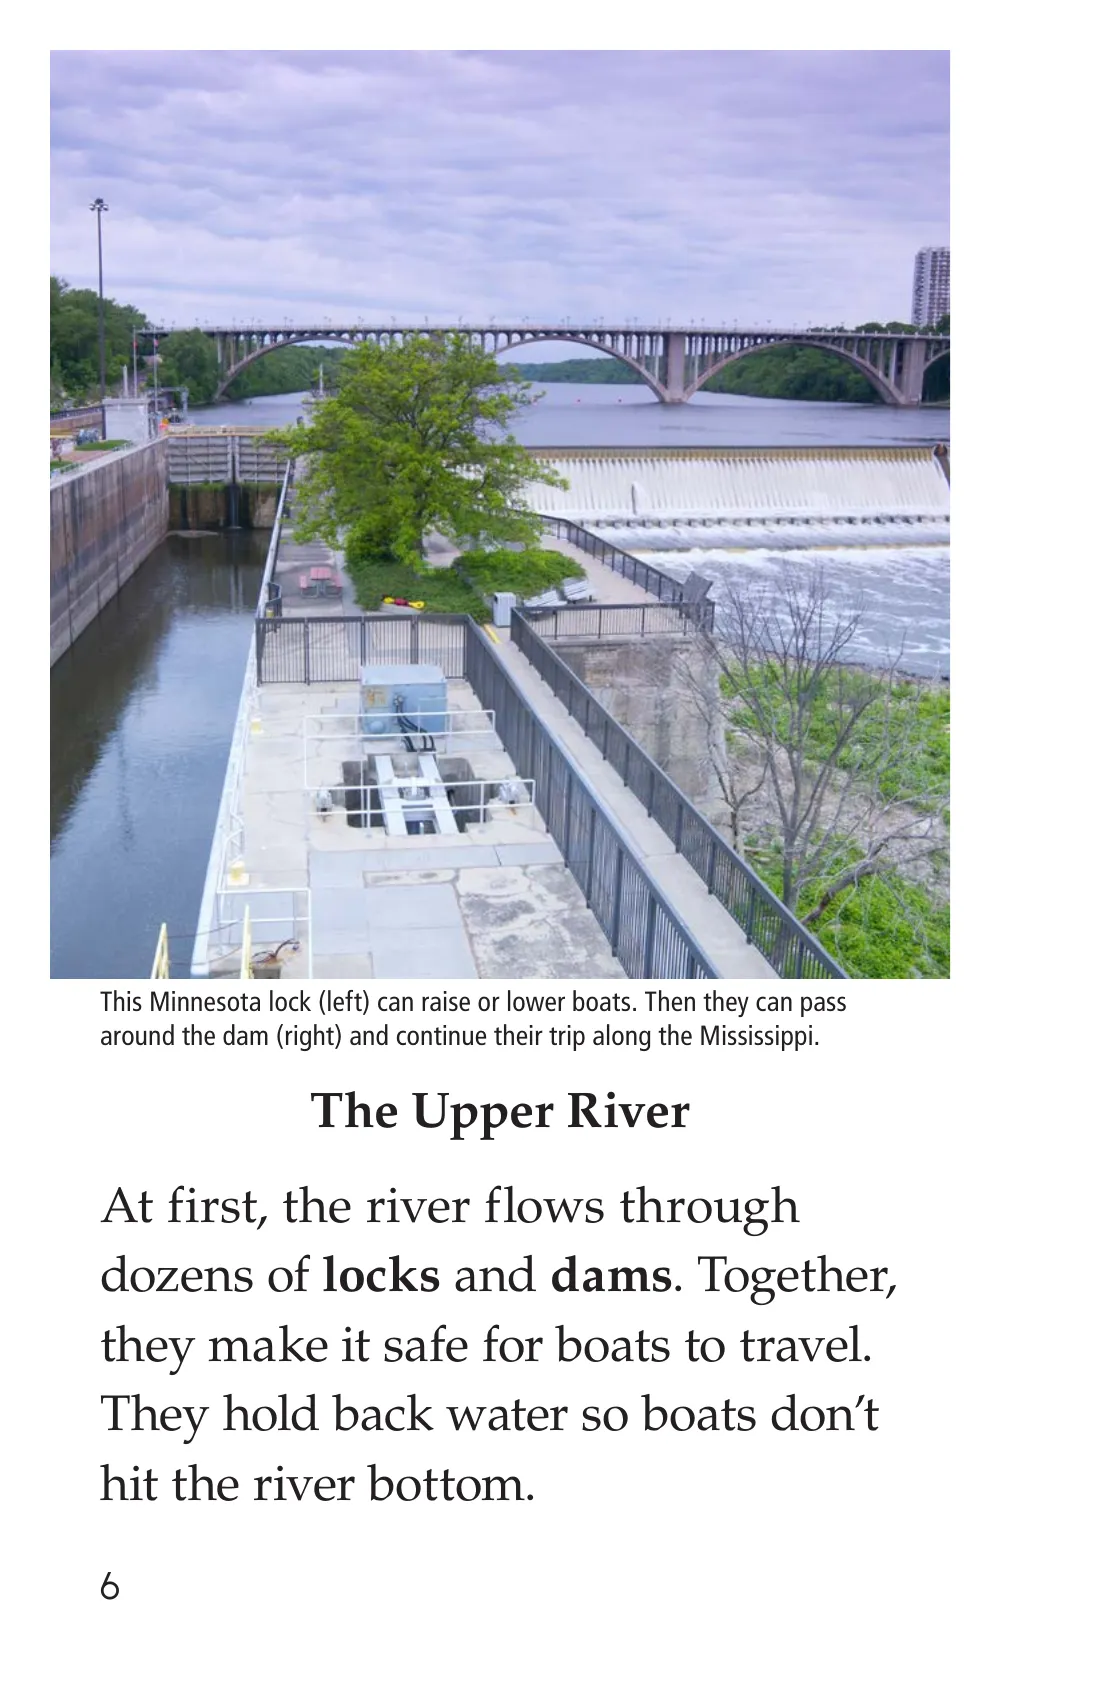 This Minnesota lock (left) can raise or lower boats. Then they can pass
around the dam (right) and continue their trip along the Mississippi.
The Upper River
At first, the river flows through
dozens of locks and dams. Together,
they make it safe for boats to travel.
They hold back water so boats don’t
hit the river bottom.
6